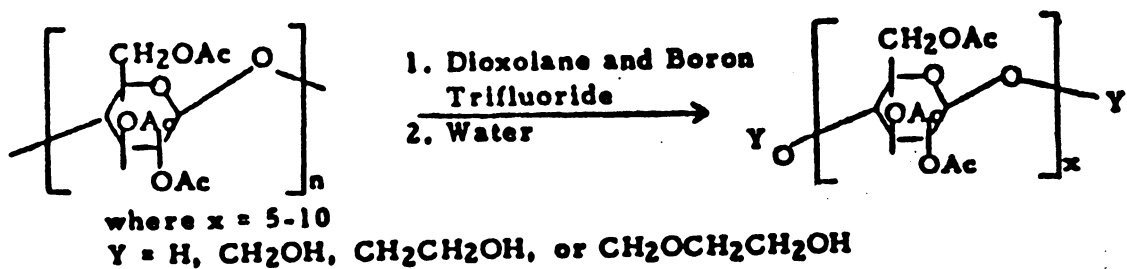 CH2OAc
O
O
OAc
OAc
n
1. Dioxolane and Boron
Trifluoride
2. Water
CH2OAc
O
O
OAc
OAc
Y
O
Y
x
where x = 5-10
Y = H, CH2OH, CH2CH2OH, or CH2OCH2CH2OH